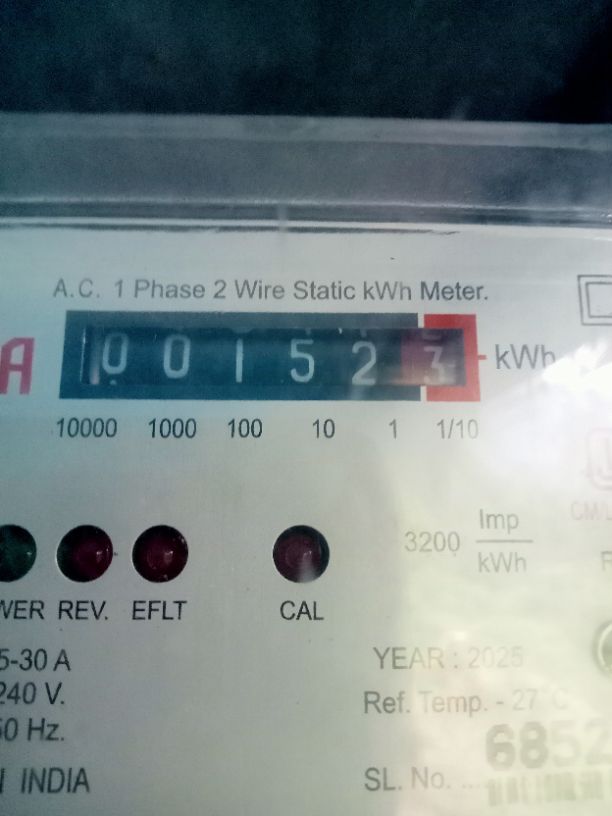 A.C. 1 Phase 2 Wire Static kWh Meter.
A 0 0 1 5 2 3 kWh
10000 1000 100 10 1 1/10
3200 Imp
kWh
WER REV. EFLT CAL
5-30 A
YEAR : 2025
240 V.
Ref. Temp. - 27°C
50 Hz.
6852
INDIA
SL. No. ....